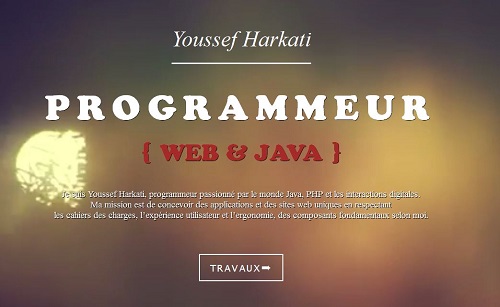 Youssef Harkati
PROGRAMMEUR
{ WEB & JAVA }
Je suis Youssef Harkati, programmeur passionné par le monde Java, PHP et les interactions digitales.
Ma mission est de concevoir des applications et des sites web uniques en respectant
les cahiers des charges, l'expérience utilisateur et l'ergonomie, des composants fondamentaux selon moi.
TRAVAUX➡